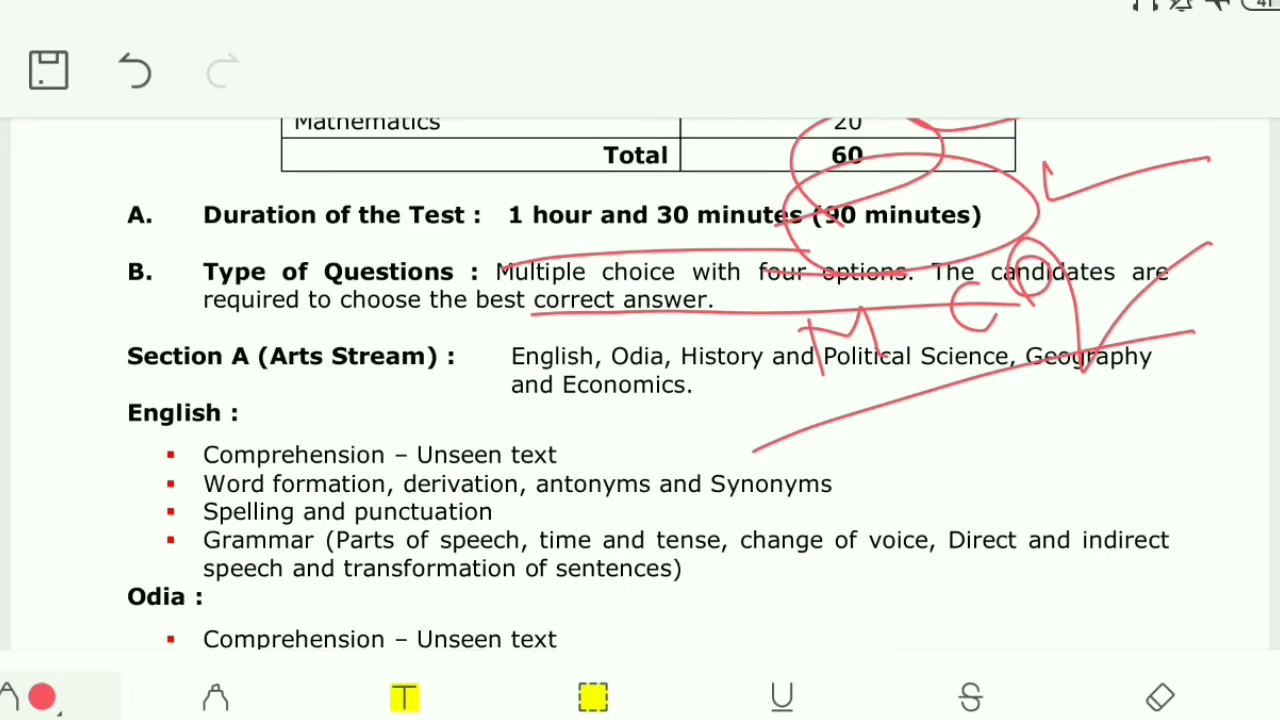 41
Mathematics 20
Total 60
A. Duration of the Test : 1 hour and 30 minutes (90 minutes)
B. Type of Questions : Multiple choice with four options. The candidates are
required to choose the best correct answer.
M C Q
Section A (Arts Stream) : English, Odia, History and Political Science, Geography
and Economics.
English :
▪ Comprehension – Unseen text
▪ Word formation, derivation, antonyms and Synonyms
▪ Spelling and punctuation
▪ Grammar (Parts of speech, time and tense, change of voice, Direct and indirect
speech and transformation of sentences)
Odia :
▪ Comprehension – Unseen text
T U S